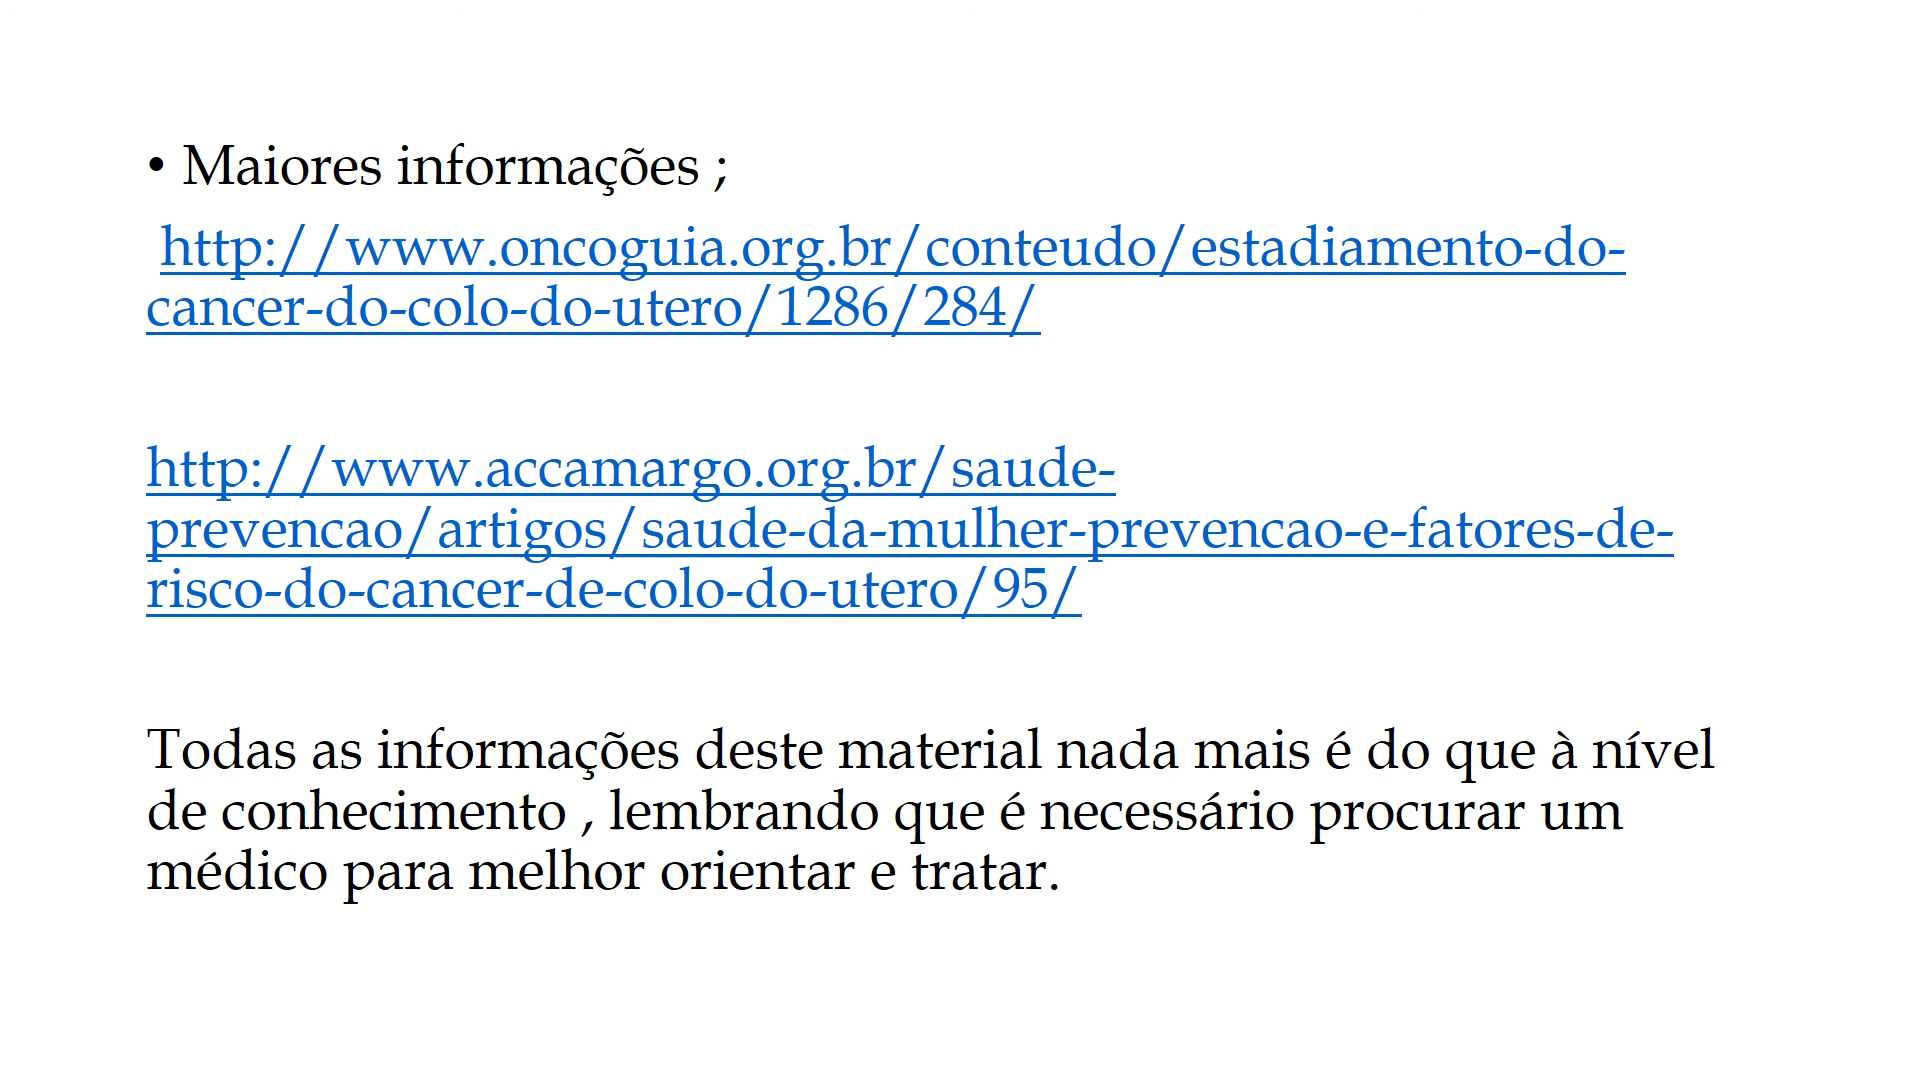 • Maiores informações ;
http://www.oncoguia.org.br/conteudo/estadiamento-do-
cancer-do-colo-do-utero/1286/284/
http://www.accamargo.org.br/saude-
prevencao/artigos/saude-da-mulher-prevencao-e-fatores-de-
risco-do-cancer-de-colo-do-utero/95/
Todas as informações deste material nada mais é do que à nível
de conhecimento , lembrando que é necessário procurar um
médico para melhor orientar e tratar.